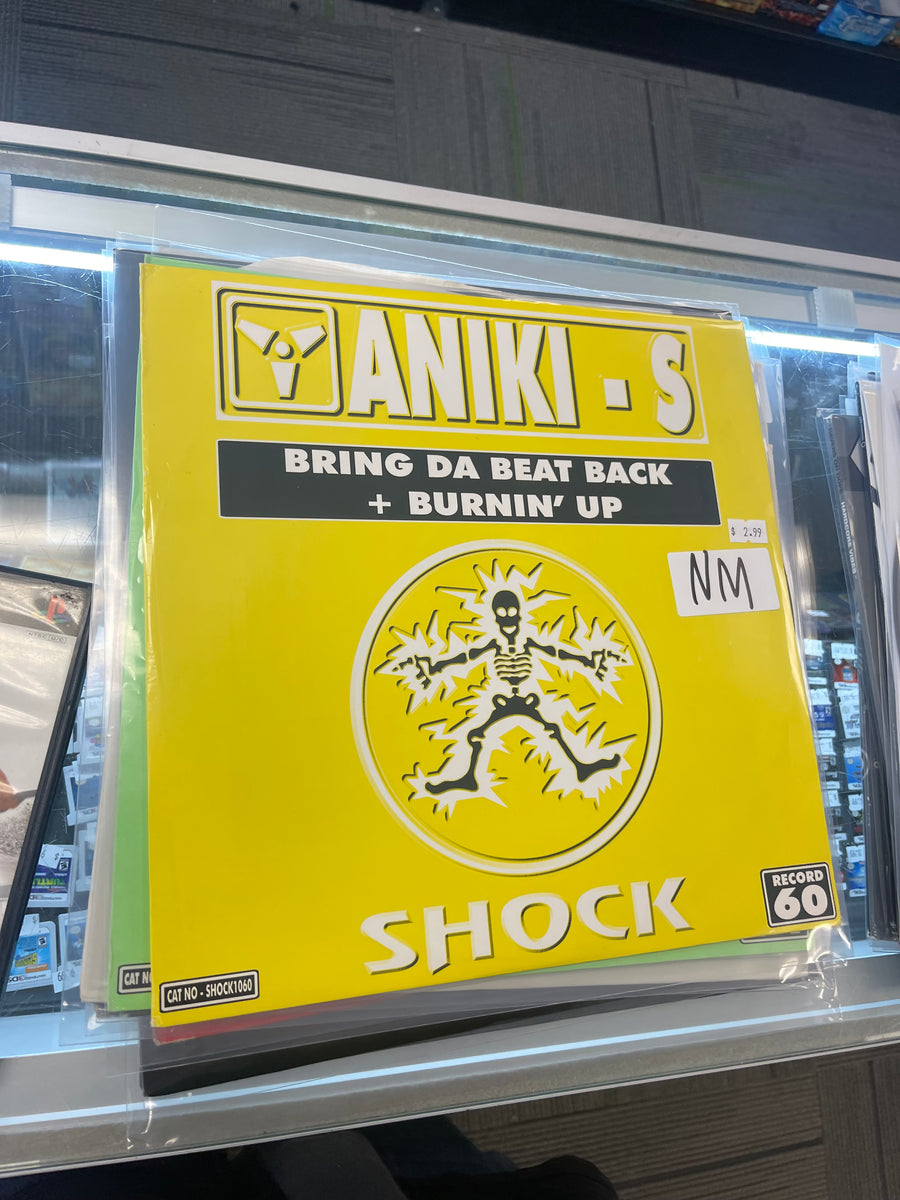 ANIKI - S
BRING DA BEAT BACK
+ BURNIN' UP
$ 2.99
NM
SHOCK
RECORD
60
CAT NO - SHOCK1060
CAT NO